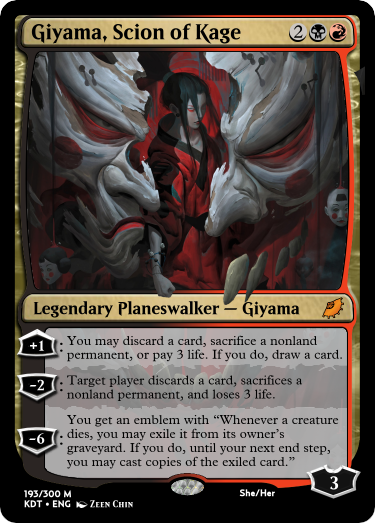 Giyama, Scion of Kage 2
Legendary Planeswalker — Giyama
+1: You may discard a card, sacrifice a nonland
permanent, or pay 3 life. If you do, draw a card.
−2: Target player discards a card, sacrifices a
nonland permanent, and loses 3 life.
You get an emblem with “Whenever a creature
dies, you may exile it from its owner’s
−6: graveyard. If you do, until your next end step,
you may cast copies of the exiled card.”
3
193/300 M She/Her
KDT • ENG Zeen Chin